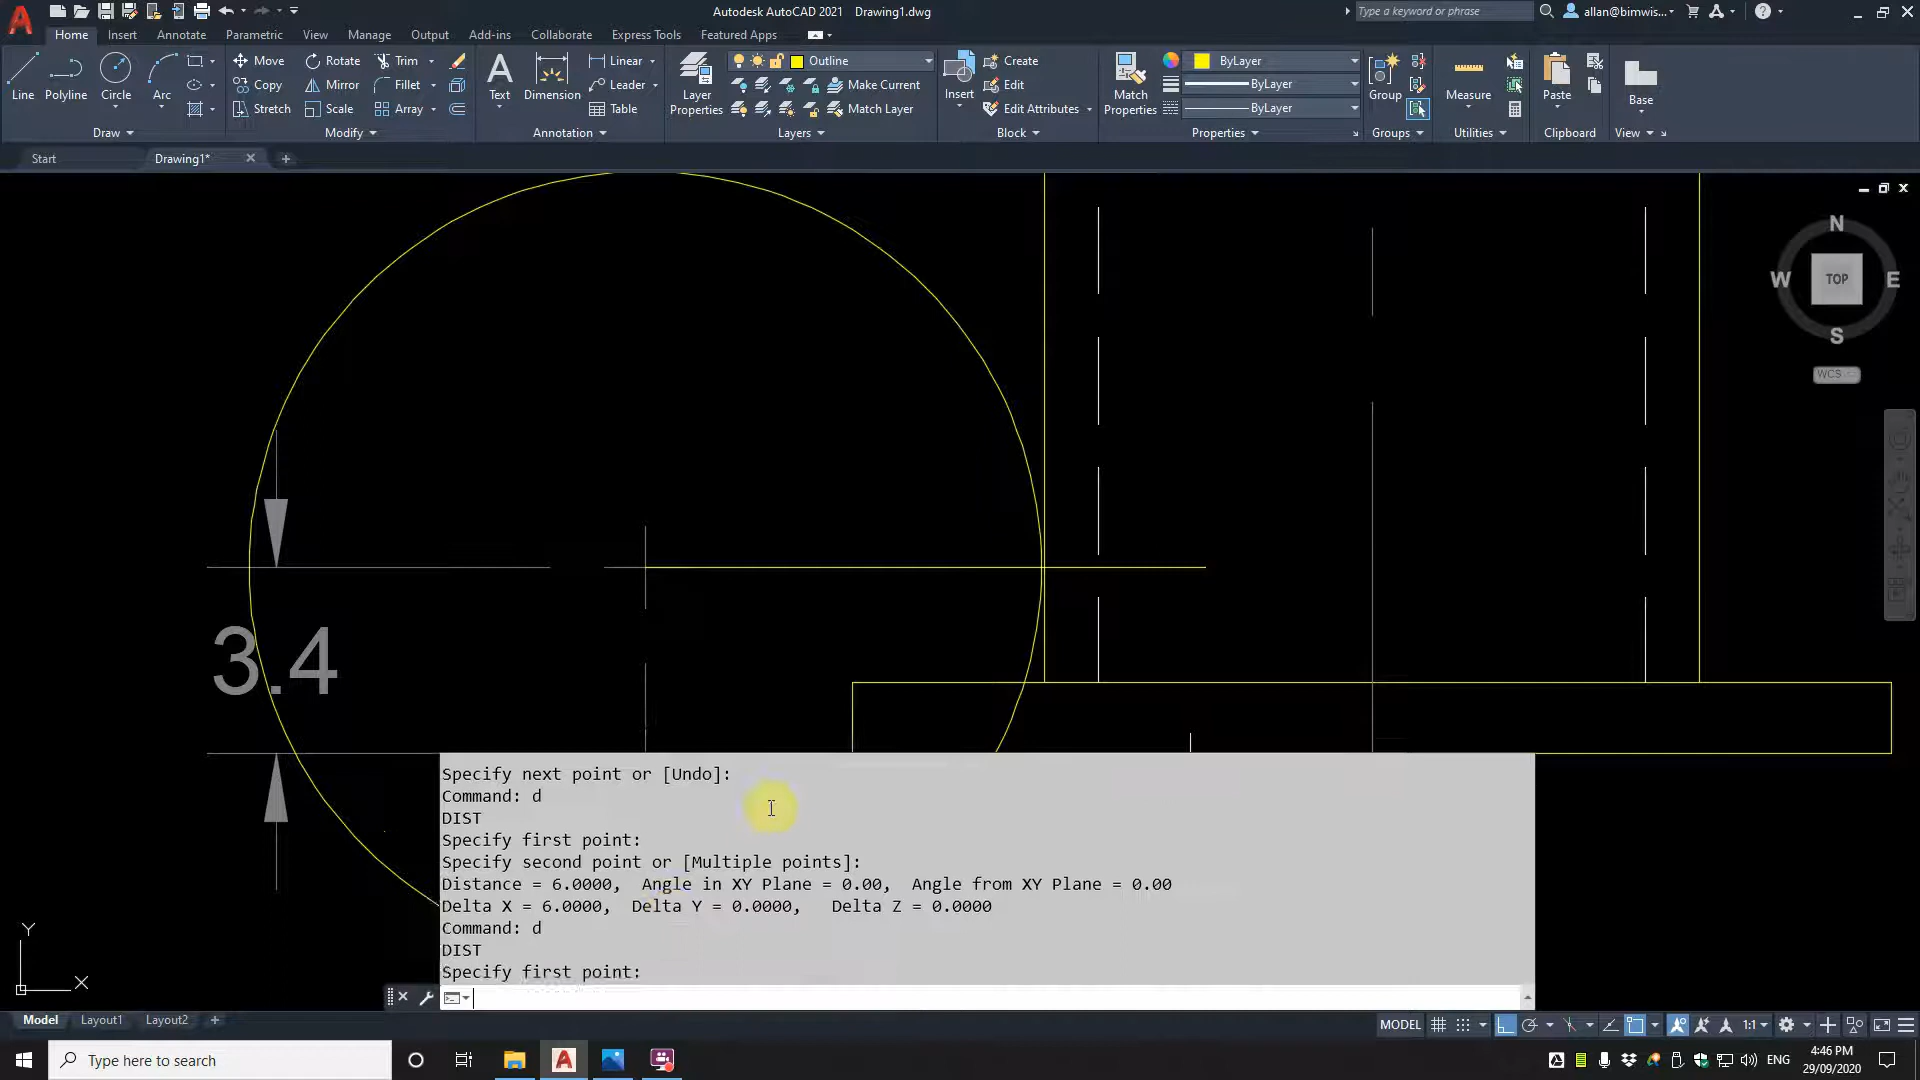 Autodesk AutoCAD 2021 Drawing1.dwg
Type a keyword or phrase
allan@bimwis...
Home Insert Annotate Parametric View Manage Output Add-ins Collaborate Express Tools Featured Apps
Line Polyline Circle Arc
Move Rotate Trim
Copy Mirror Fillet
Stretch Scale Array
Text Dimension
Linear
Leader
Table
Layer Properties
Outline
Make Current
Match Layer
Insert
Create
Edit
Edit Attributes
Match Properties
ByLayer
ByLayer
ByLayer
Group
Measure
Paste
Base
Draw Modify Annotation Layers Block Properties Groups Utilities Clipboard View
Start Drawing1*
N
W TOP E
S
WCS
3.4
Specify next point or [Undo]:
Command: d
DIST
Specify first point:
Specify second point or [Multiple points]:
Distance = 6.0000, Angle in XY Plane = 0.00, Angle from XY Plane = 0.00
Delta X = 6.0000, Delta Y = 0.0000, Delta Z = 0.0000
Command: d
DIST
Specify first point:
Y
X
Model Layout1 Layout2
MODEL 1:1
Type here to search
ENG
4:46 PM
29/09/2020